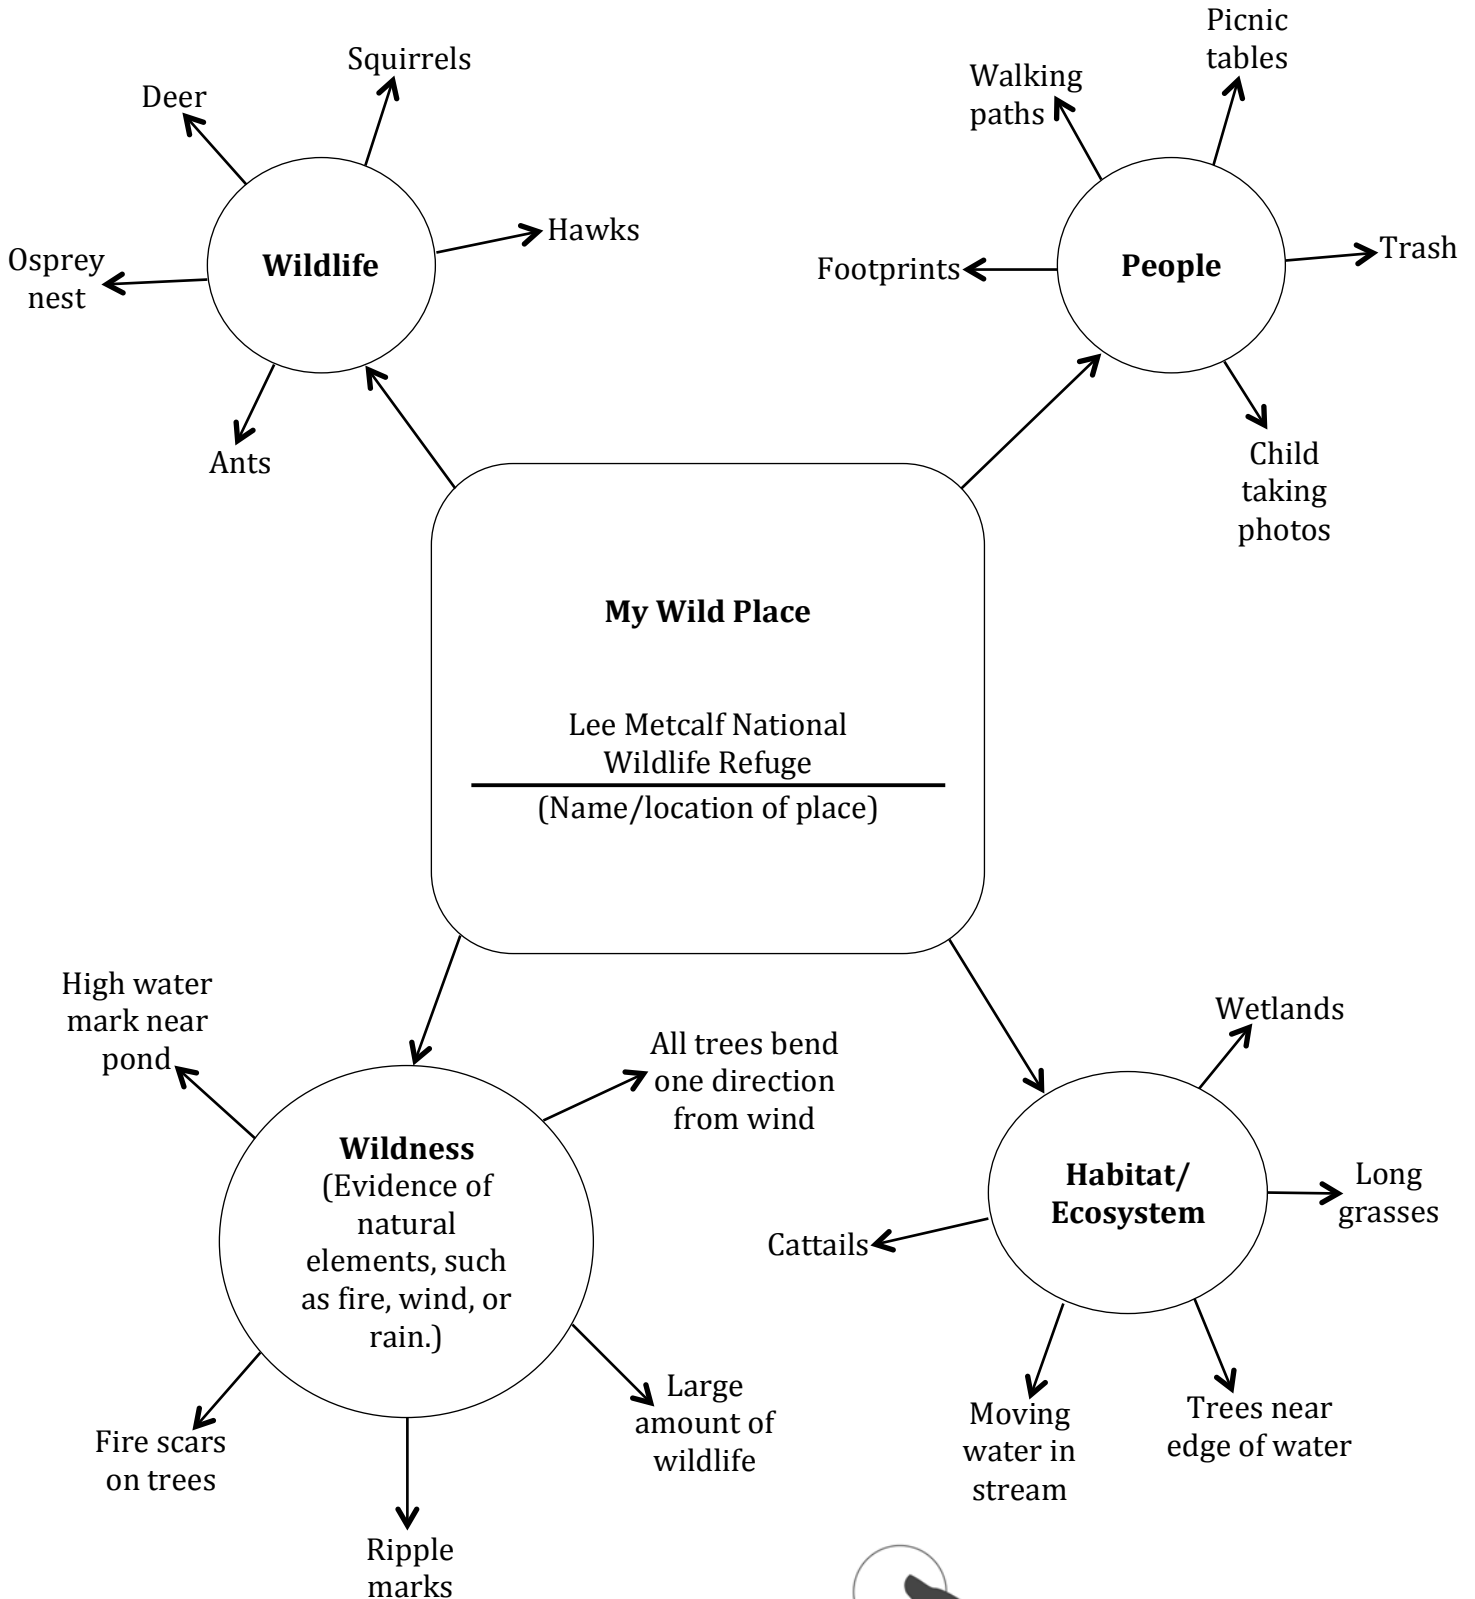 Picnic
tables
Squirrels
Walking
paths
Deer
Hawks
Trash
Osprey
nest
Wildlife
Footprints
People
Ants
Child
taking
photos
My Wild Place
Lee Metcalf National
Wildlife Refuge
(Name/location of place)
High water
mark near
pond
All trees bend
one direction
from wind
Wetlands
Wildness
(Evidence of
natural
elements, such
as fire, wind, or
rain.)
Habitat/
Ecosystem
Long
grasses
Cattails
Large
amount of
wildlife
Fire scars
on trees
Moving
water in
stream
Trees near
edge of water
Ripple
marks